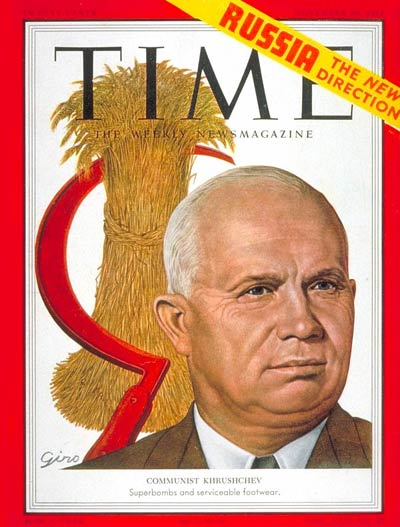 RUSSIA
THE NEW
DIRECTION
TIME
THE WEEKLY NEWSMAGAZINE
Giro
COMMUNIST KHRUSHCHEV
Superbombs and serviceable footwear.